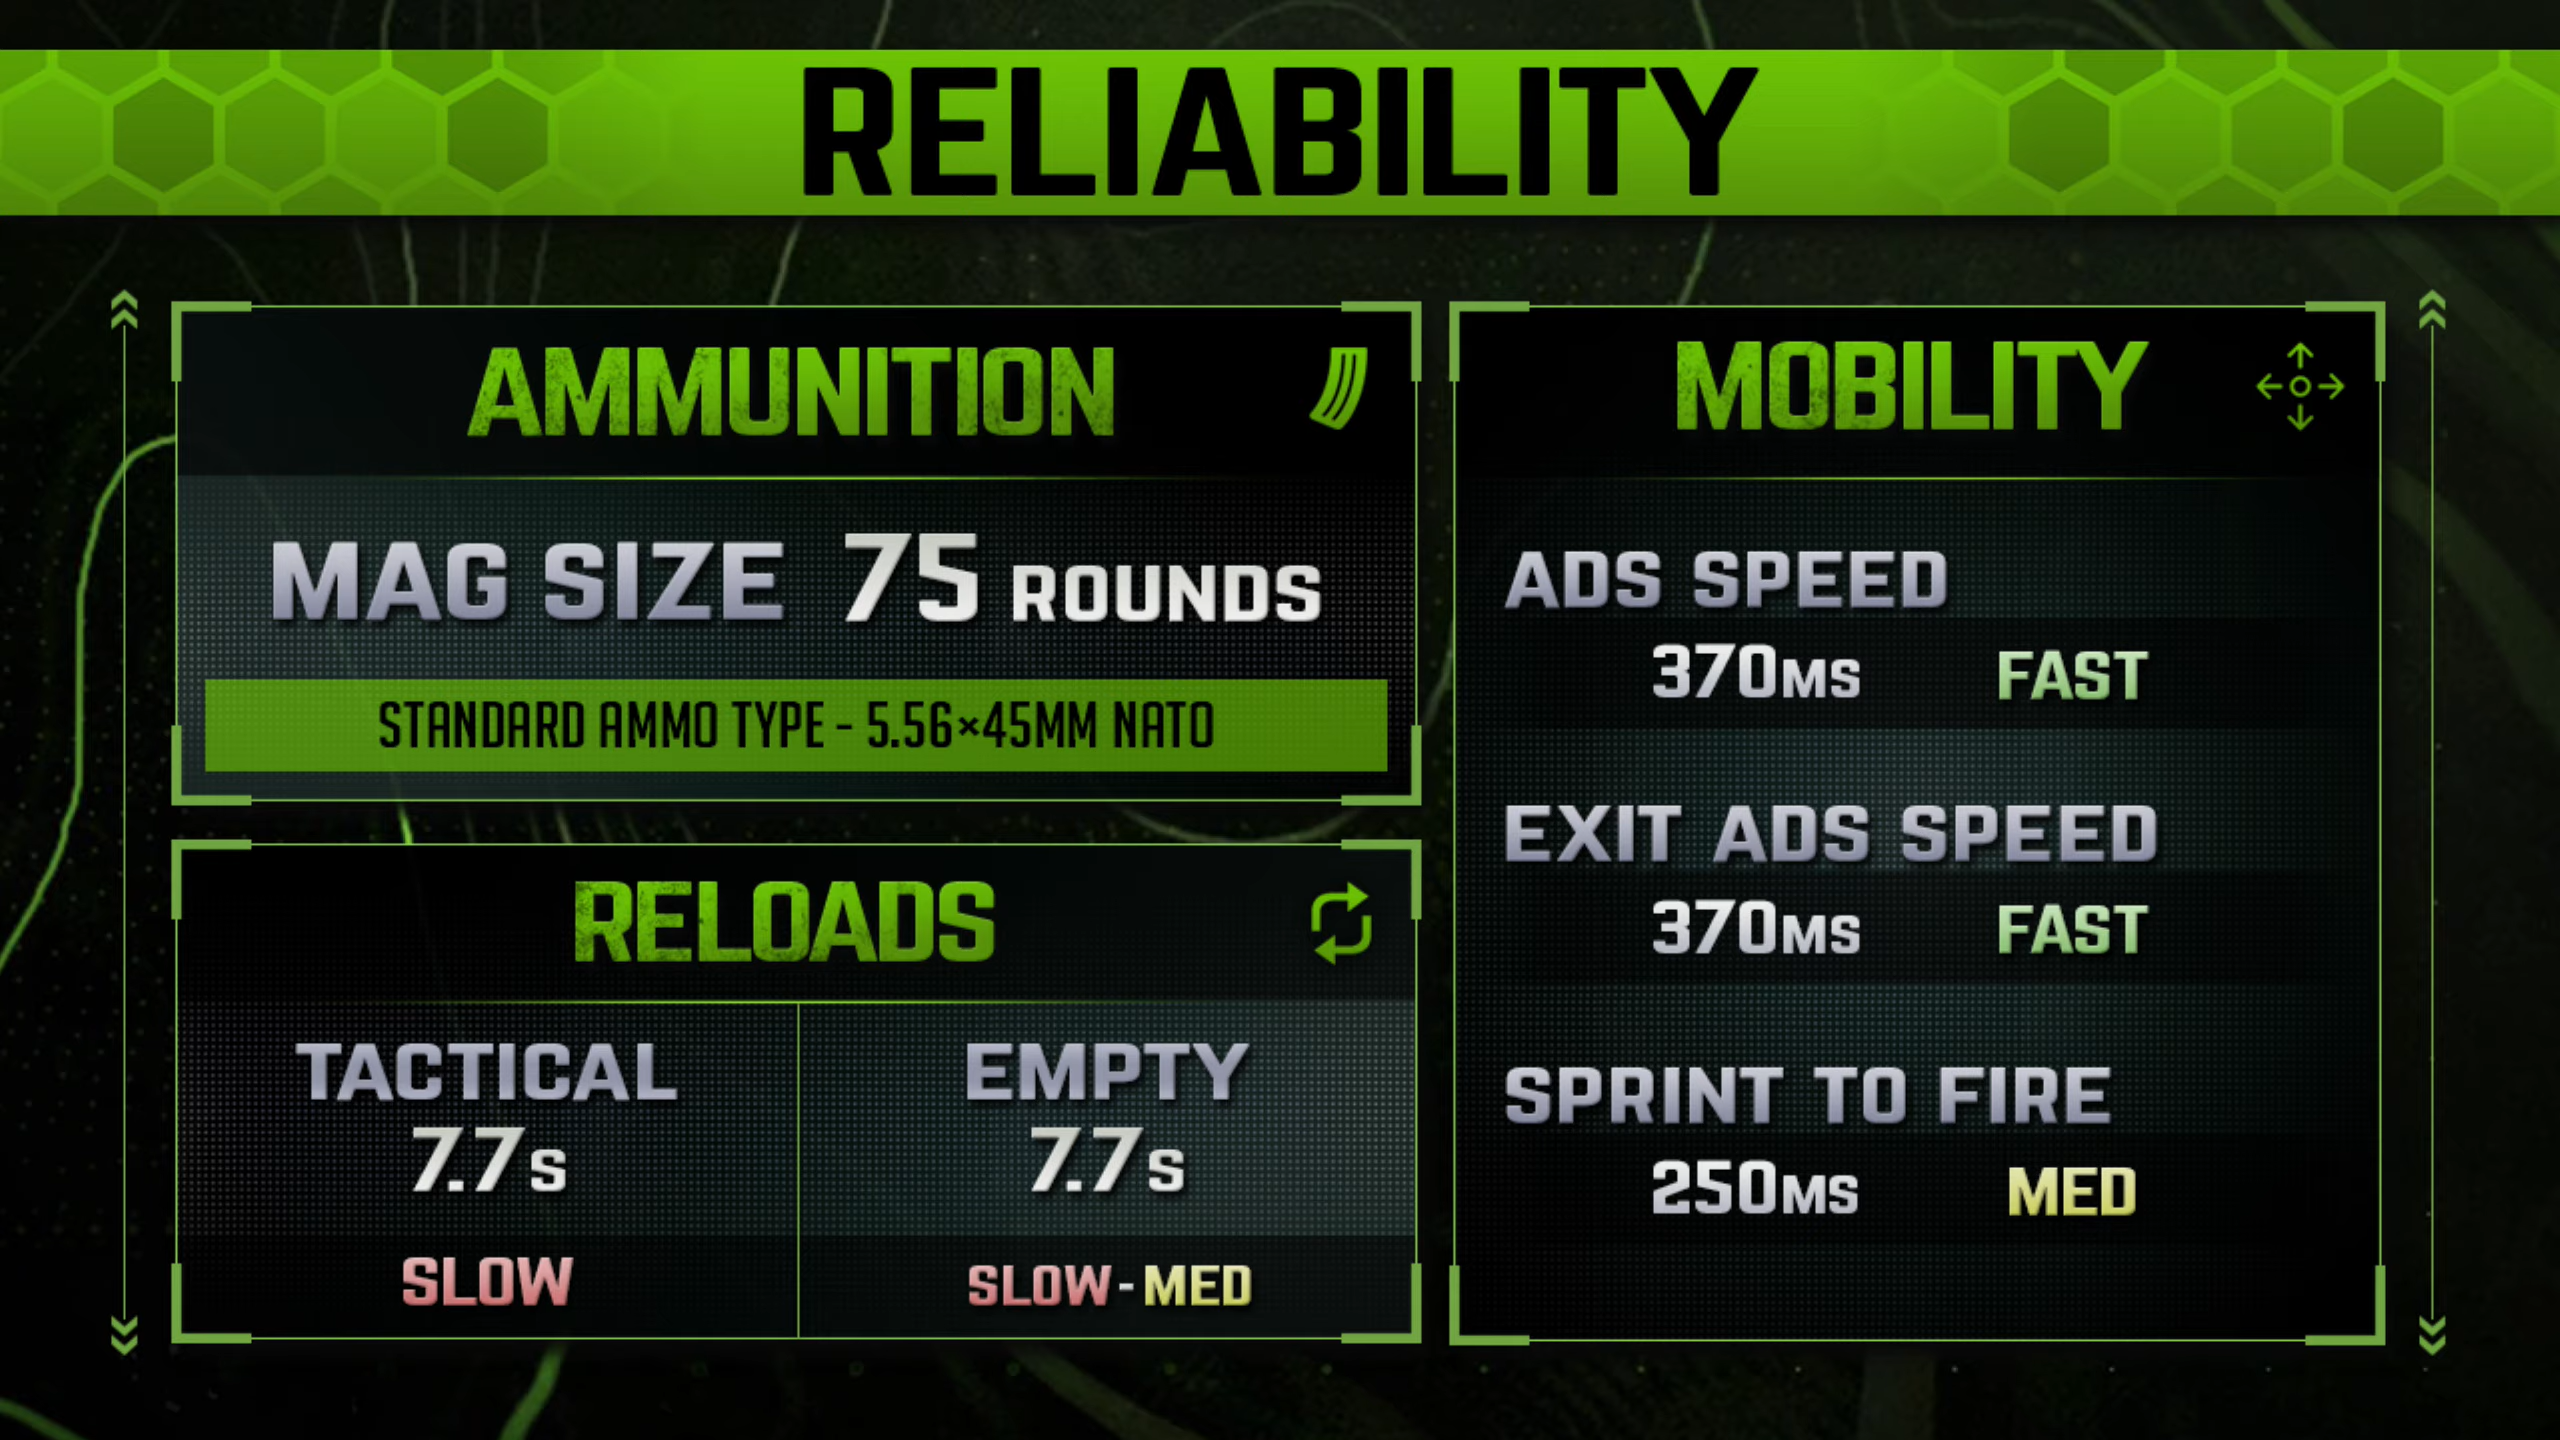 RELIABILITY
AMMUNITION
MAG SIZE 75 ROUNDS
STANDARD AMMO TYPE - 5.56×45MM NATO
RELOADS
TACTICAL
7.7s
SLOW
EMPTY
7.7s
SLOW-MED
MOBILITY
ADS SPEED
370MS FAST
EXIT ADS SPEED
370MS FAST
SPRINT TO FIRE
250MS MED